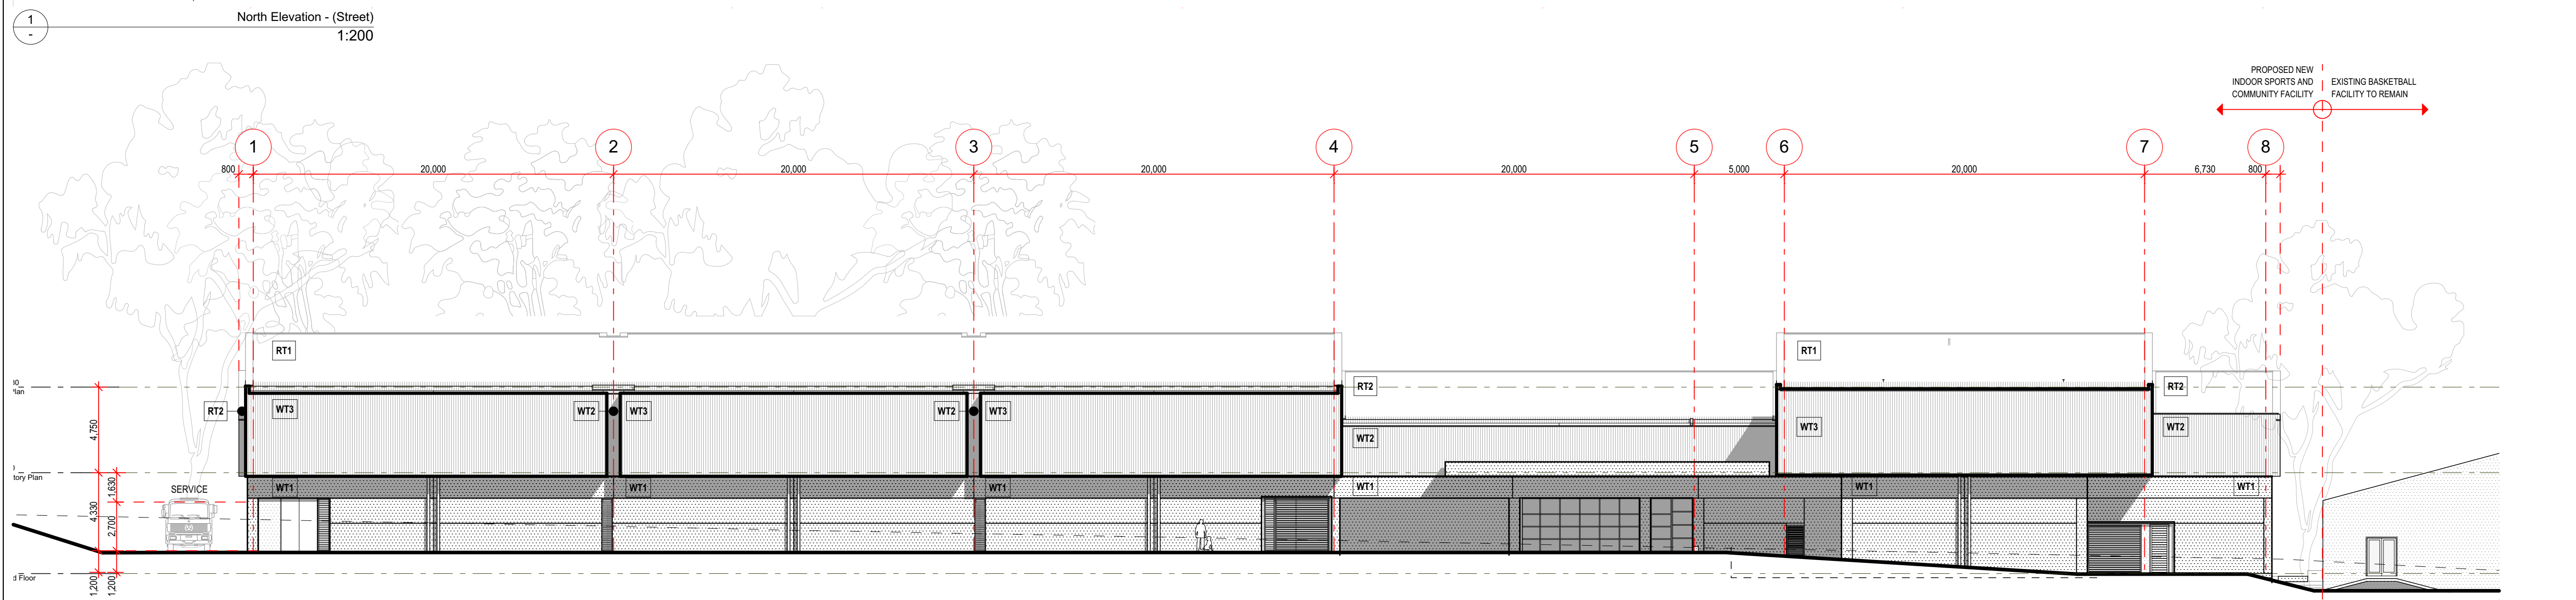 1
-
North Elevation - (Street)
1:200
PROPOSED NEW
INDOOR SPORTS AND
COMMUNITY FACILITY
EXISTING BASKETBALL
FACILITY TO REMAIN
1
2
3
4
5
6
7
8
800
20,000
20,000
20,000
20,000
5,000
20,000
6,730
800
RT1
RT1
RT2
RT2
RT2
WT3
WT2
WT3
WT2
WT3
WT2
WT3
WT2
4,750
4,330
1,630
2,700
1,200
1,200
tory Plan
SERVICE
WT1
WT1
WT1
WT1
WT1
WT1
d Floor